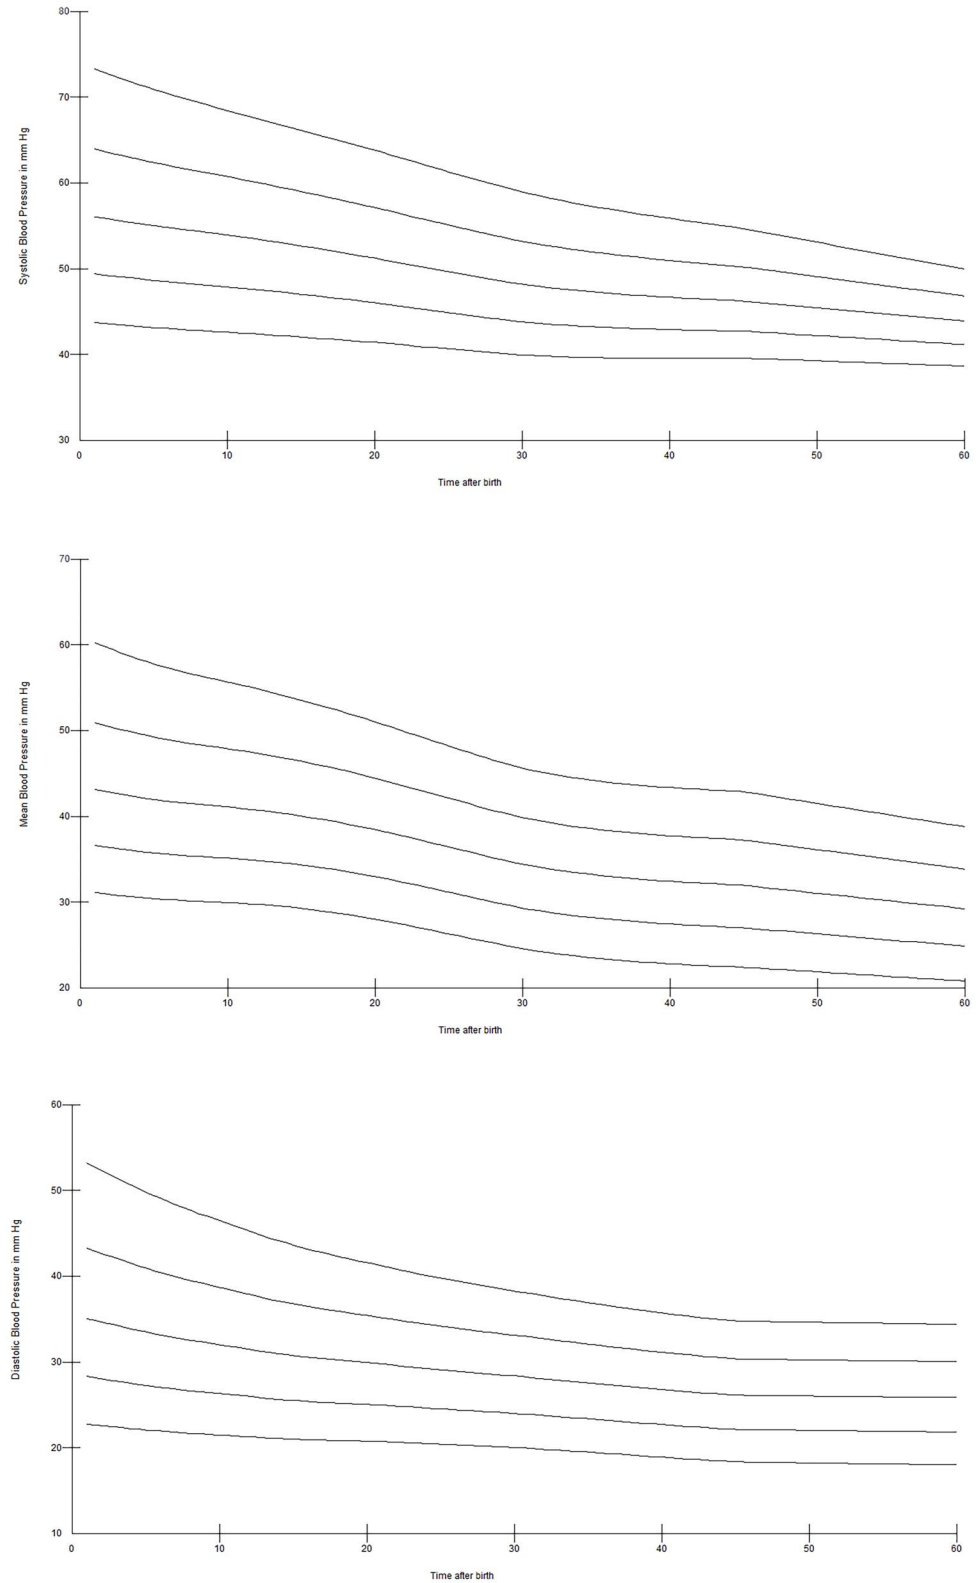 80
70
60
50
40
30
Systolic Blood Pressure in mm Hg
0 10 20 30 40 50 60
Time after birth
70
60
50
40
30
20
Mean Blood Pressure in mm Hg
0 10 20 30 40 50 60
Time after birth
60
50
40
30
20
10
Diastolic Blood Pressure in mm Hg
0 10 20 30 40 50 60
Time after birth